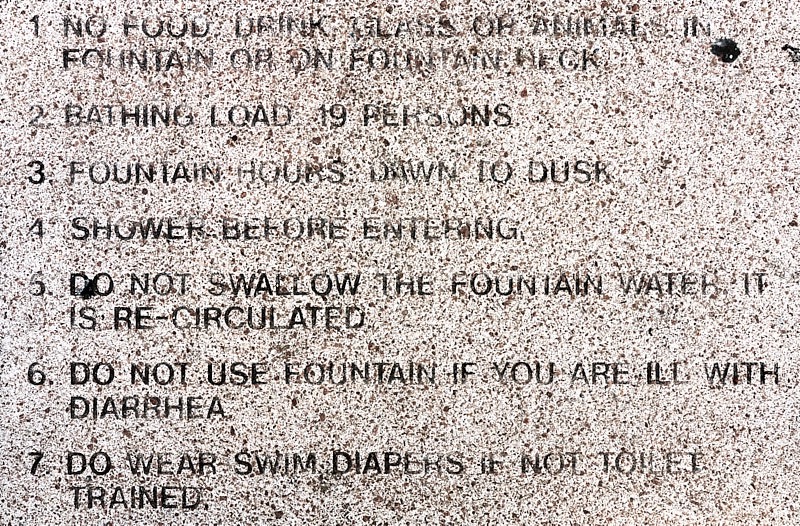 1 NO FOOD, DRINK, GLASS OR ANIMALS IN
FOUNTAIN OR ON FOUNTAIN DECK.
2. BATHING LOAD: 19 PERSONS.
3. FOUNTAIN HOURS: DAWN TO DUSK.
4 SHOWER BEFORE ENTERING.
5. DO NOT SWALLOW THE FOUNTAIN WATER, IT
IS RE-CIRCULATED.
6. DO NOT USE FOUNTAIN IF YOU ARE ILL WITH
DIARRHEA.
7. DO WEAR SWIM DIAPERS IF NOT TOILET
TRAINED.